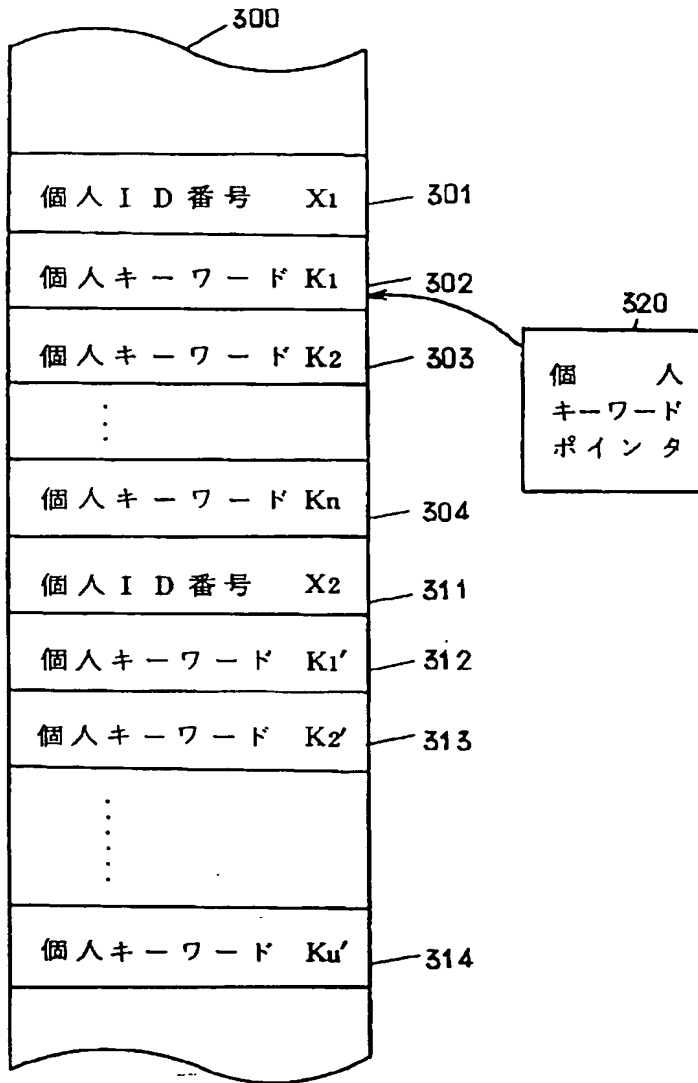 300
個人ID番号 X1
301
個人キーワード K1
302
個人キーワード K2
303
個人キーワード Kn
304
個人ID番号 X2
311
個人キーワード K1′
312
個人キーワード K2′
313
個人キーワード Ku′
314
320
個人
キーワード
ポインタ